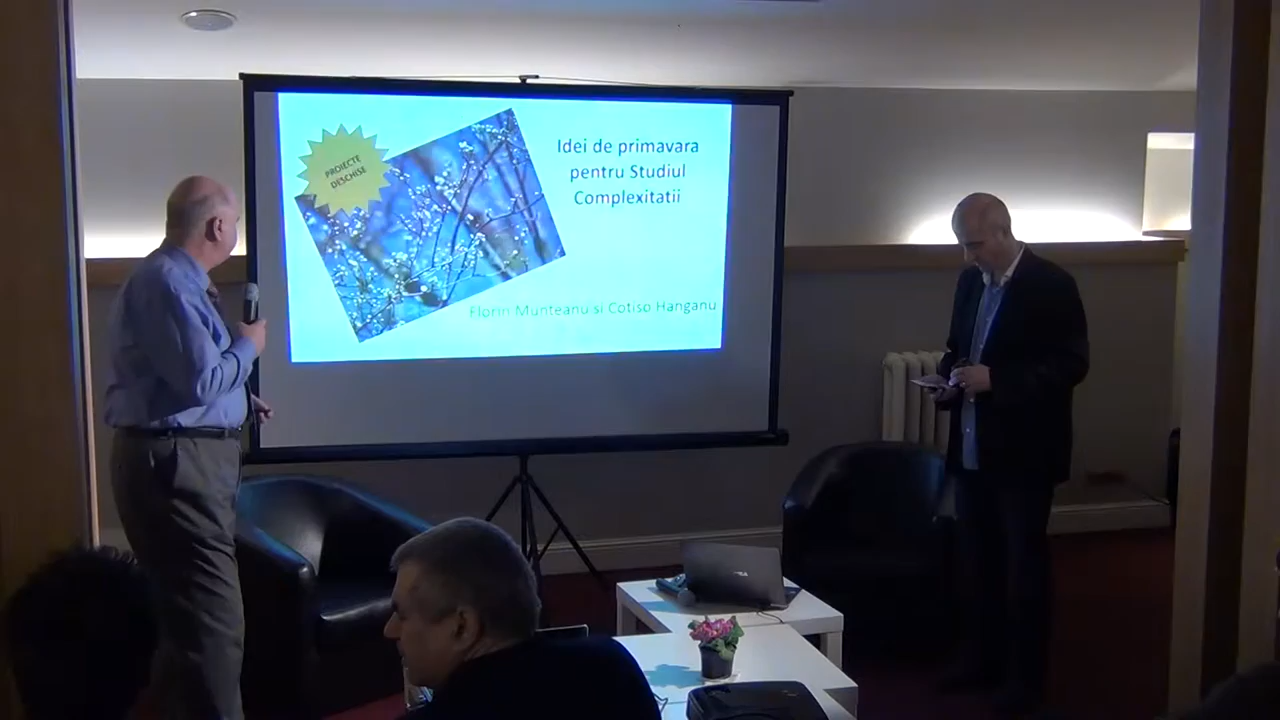 PROIECTE
DESCHISE
Idei de primavara
pentru Studiul
Complexitatii
Florin Munteanu si Cotiso Hanganu